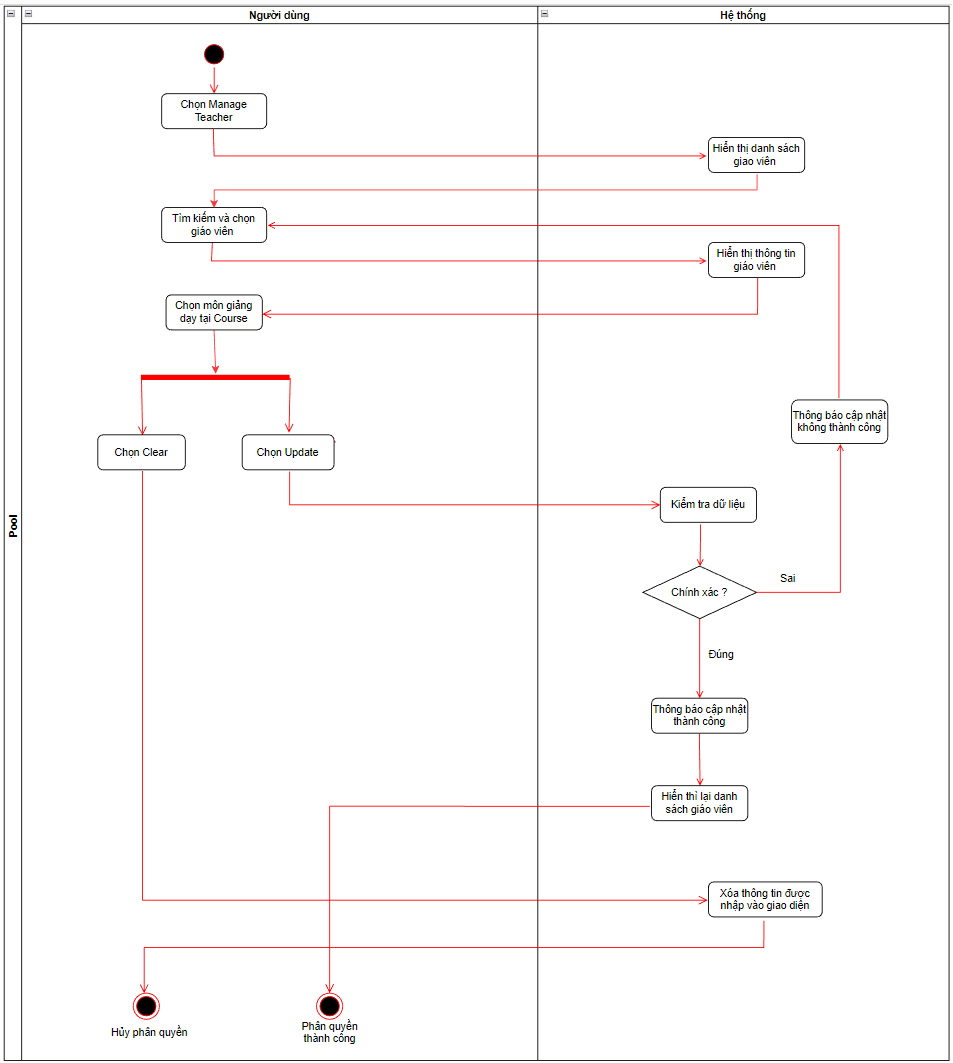 Người dùng
Hệ thống
Pool
Chọn Manage
Teacher
Hiển thị danh sách
giao viên
Tìm kiếm và chọn
giáo viên
Hiển thị thông tin
giáo viên
Chọn môn giảng
dạy tại Course
Thông báo cập nhật
không thành công
Chọn Clear
Chọn Update
Kiểm tra dữ liệu
Chính xác ?
Sai
Đúng
Thông báo cập nhật
thành công
Hiển thỉ lại danh
sách giáo viên
Xóa thông tin được
nhập vào giao diện
Hủy phân quyền
Phân quyền
thành công